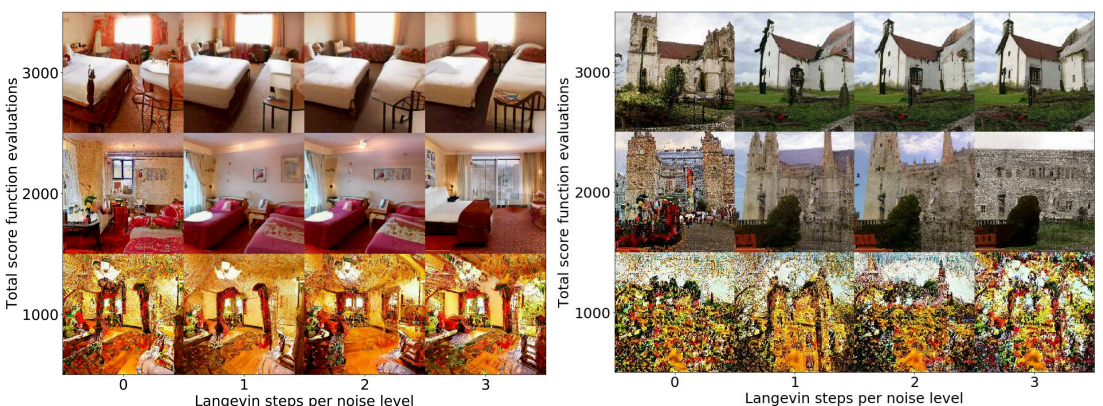 Total score function evaluations
3000
2000
1000
0 1 2 3
Langevin steps per noise level
Total score function evaluations
3000
2000
1000
0 1 2 3
Langevin steps per noise level